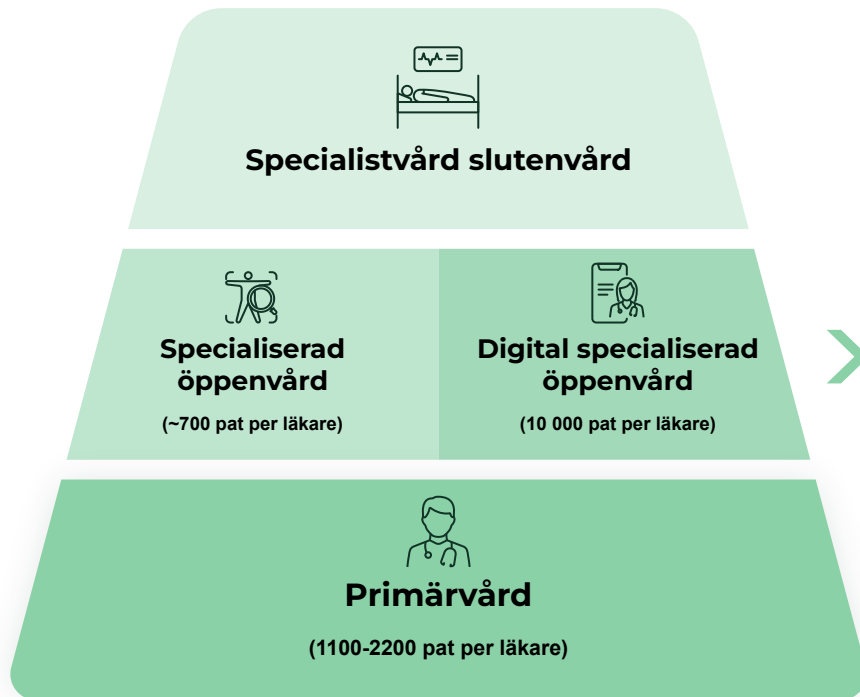 Specialistvård slutenvård
Specialiserad
öppenvård
(~700 pat per läkare)
Digital specialiserad
öppenvård
(10 000 pat per läkare)
Primärvård
(1100-2200 pat per läkare)